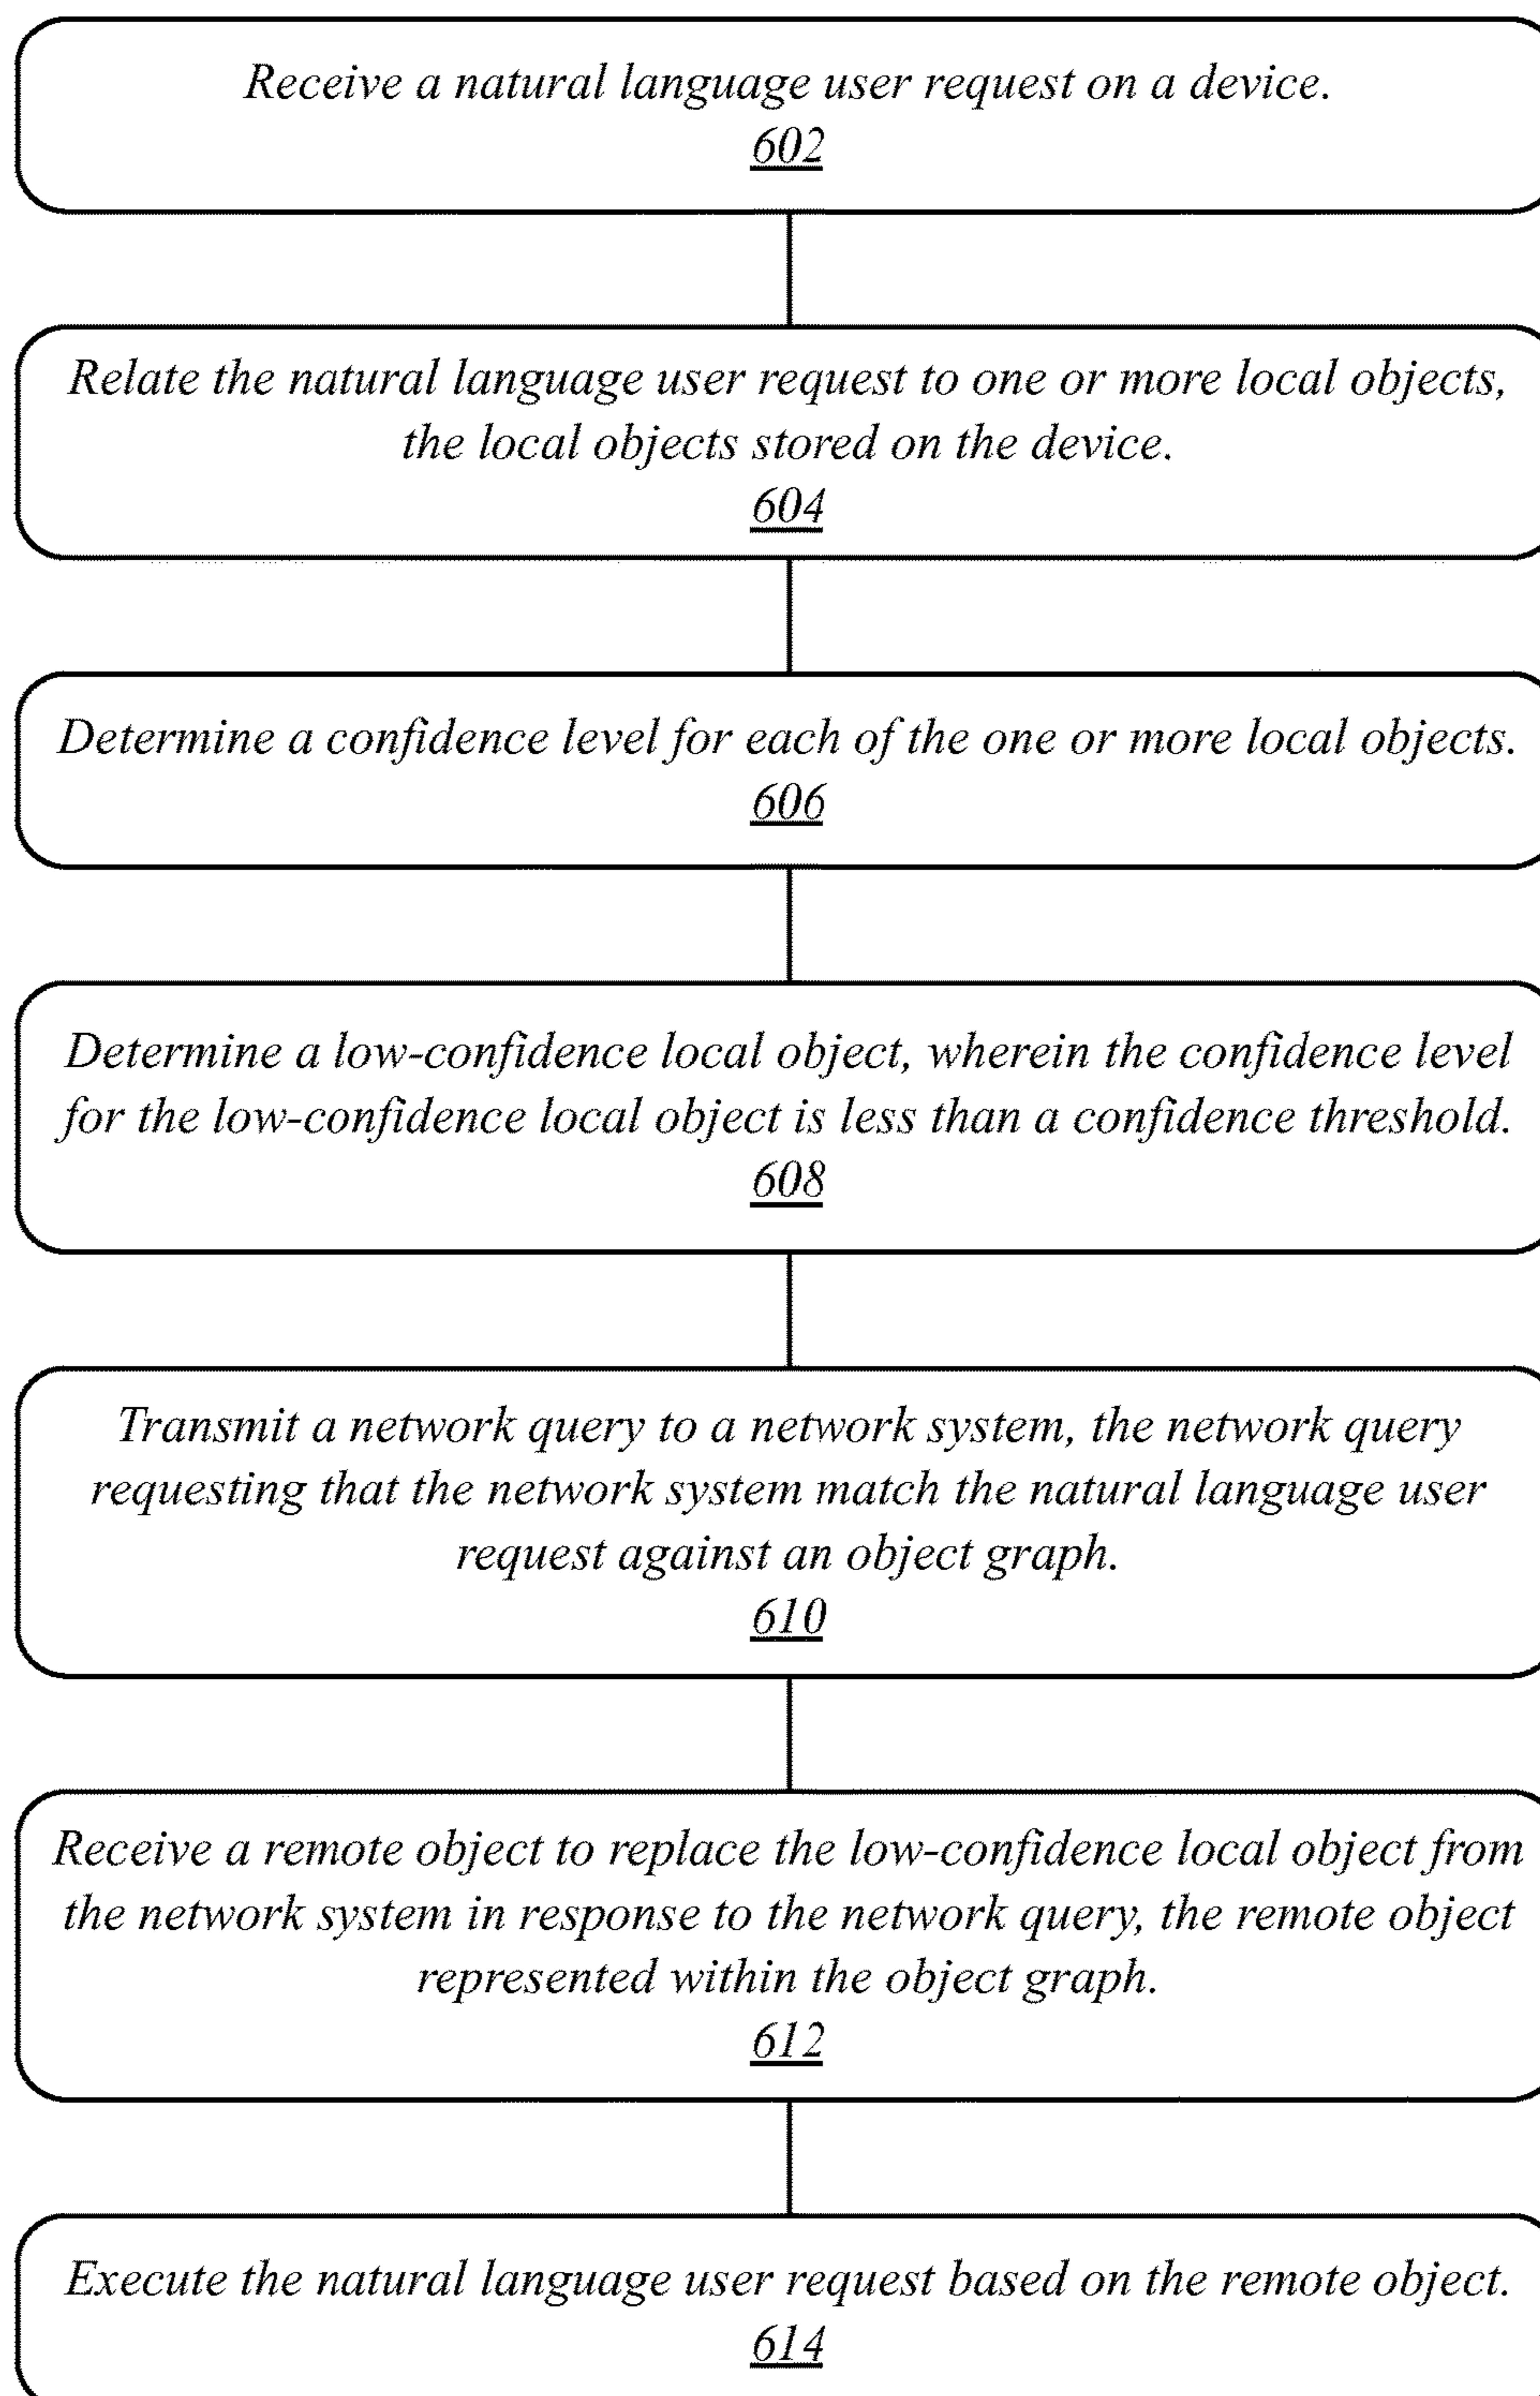 Receive a natural language user request on a device.
602
Relate the natural language user request to one or more local objects,
the local objects stored on the device.
604
Determine a confidence level for each of the one or more local objects.
606
Determine a low-confidence local object, wherein the confidence level
for the low-confidence local object is less than a confidence threshold.
608
Transmit a network query to a network system, the network query
requesting that the network system match the natural language user
request against an object graph.
610
Receive a remote object to replace the low-confidence local object from
the network system in response to the network query, the remote object
represented within the object graph.
612
Execute the natural language user request based on the remote object.
614